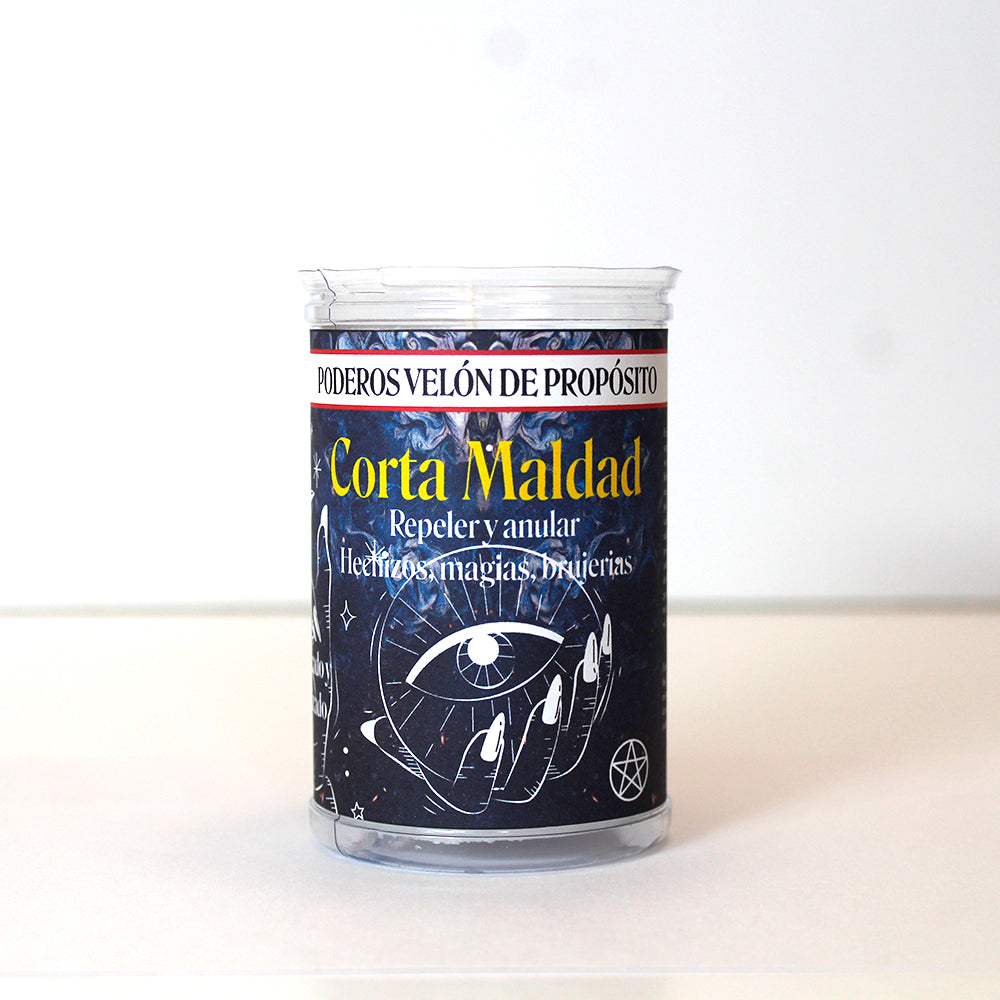 PODEROS VELÓN DE PROPÓSITO
Corta Maldad
Repeler y anular
Hechizos, magias, brujerias